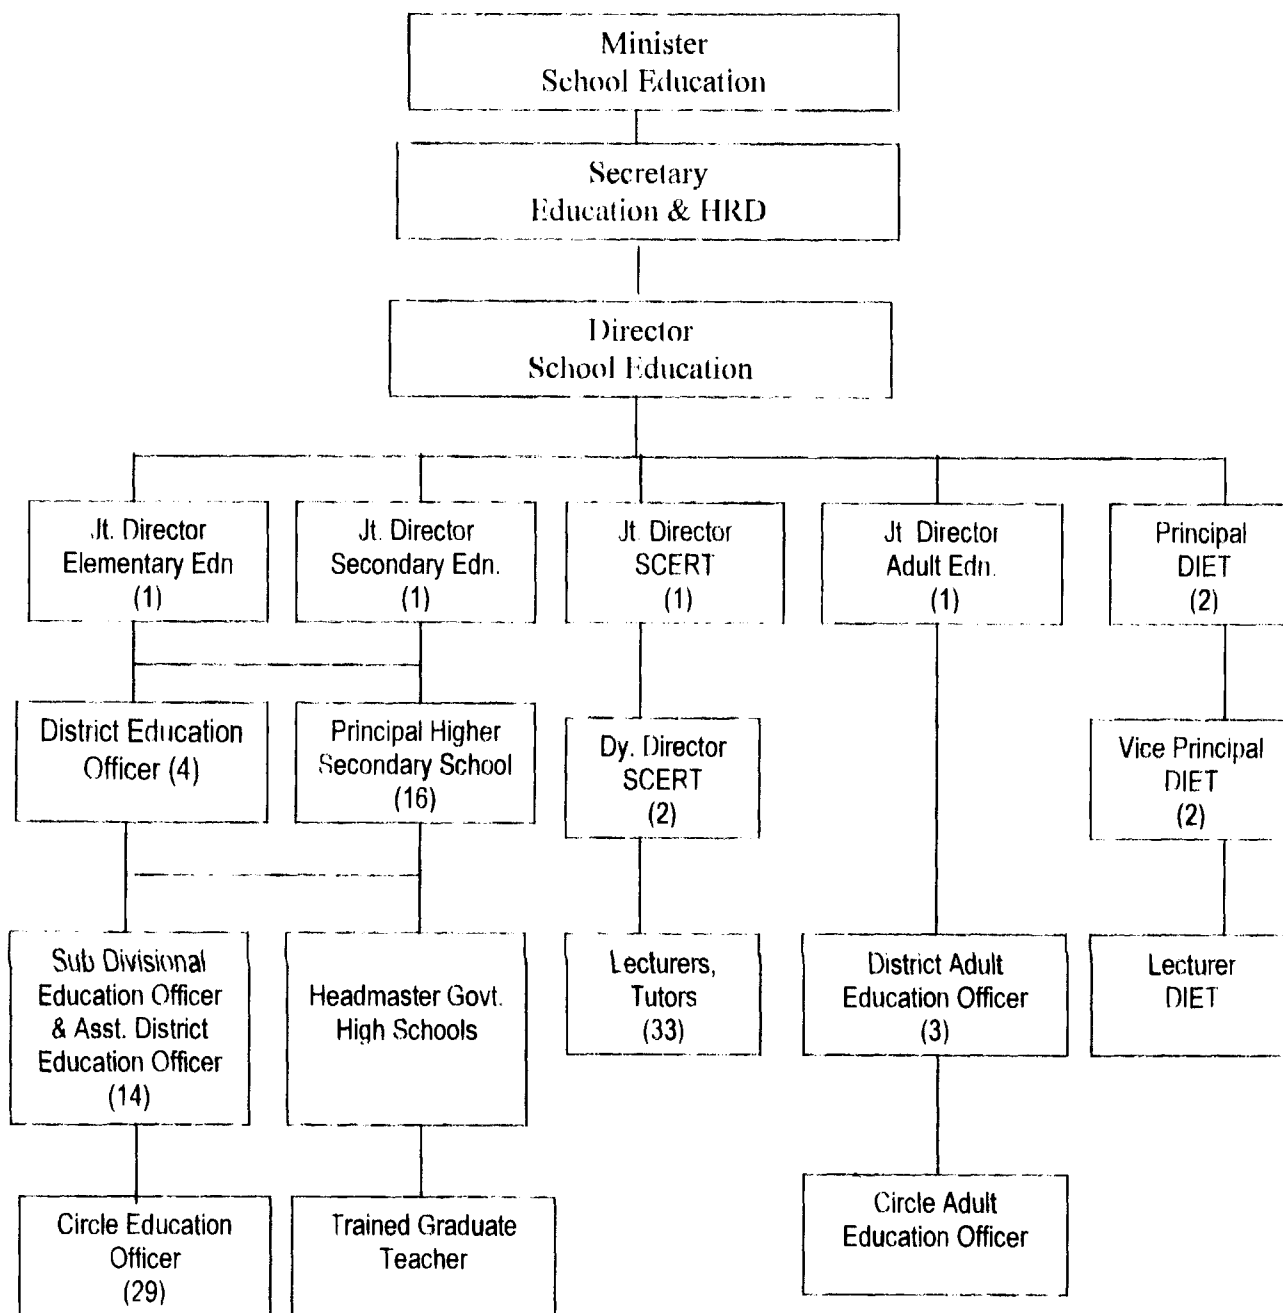 Minister
School Education
Secretary
Education & HRD
Director
School Education
Jt. Director
Elementary Edn
(1)
Jt. Director
Secondary Edn.
(1)
Jt. Director
SCERT
(1)
Jt Director
Adult Edn.
(1)
Principal
DIET
(2)
District Education
Officer (4)
Principal Higher
Secondary School
(16)
Dy. Director
SCERT
(2)
Vice Principal
DIET
(2)
Sub Divisional
Education Officer
& Asst. District
Education Officer
(14)
Headmaster Govt.
High Schools
Lecturers,
Tutors
(33)
District Adult
Education Officer
(3)
Lecturer
DIET
Circle Education
Officer
(29)
Trained Graduate
Teacher
Circle Adult
Education Officer